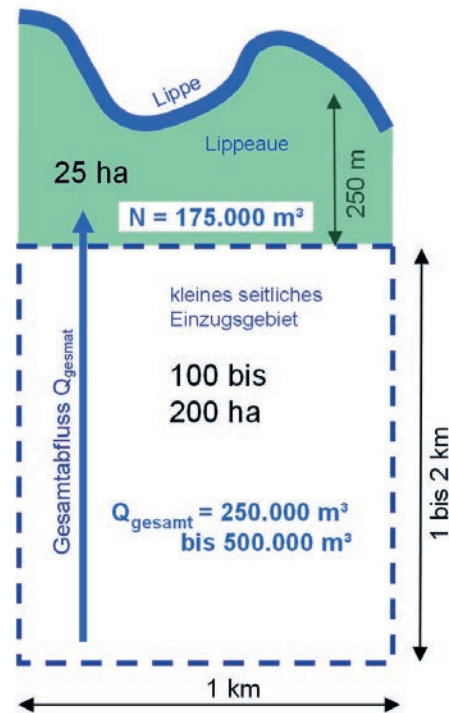 Lippe
Lippeaue
25 ha
250 m
N = 175.000 m³
kleines seitliches
Einzugsgebiet
100 bis
200 ha
Gesamtabfluss Qgesmat
Qgesamt = 250.000 m³
bis 500.000 m³
1 bis 2 km
1 km